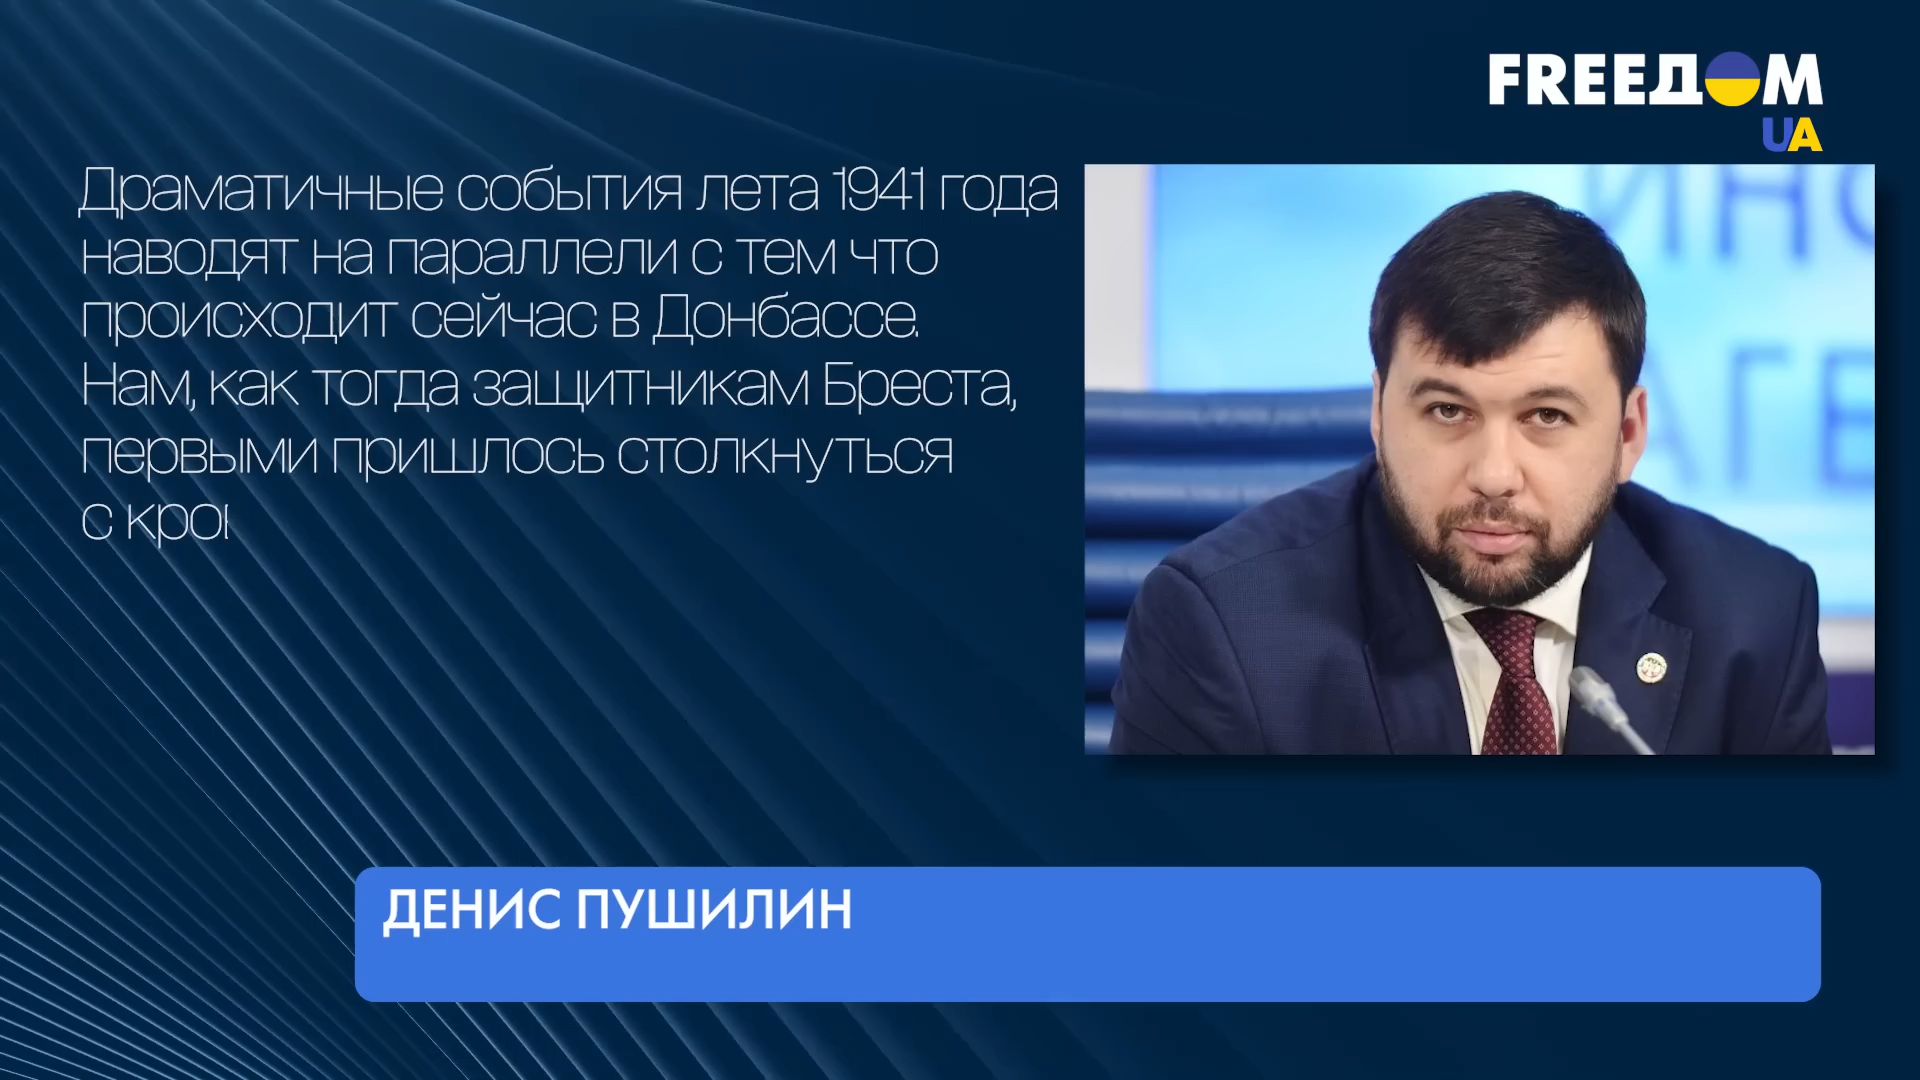 FREEДOM
UA
Драматичные события лета 1941 года
наводят на параллели с тем что
происходит сейчас в Донбассе.
Нам, как тогда защитникам Бреста,
первыми пришлось столкнуться
с
ДЕНИС ПУШИЛИН